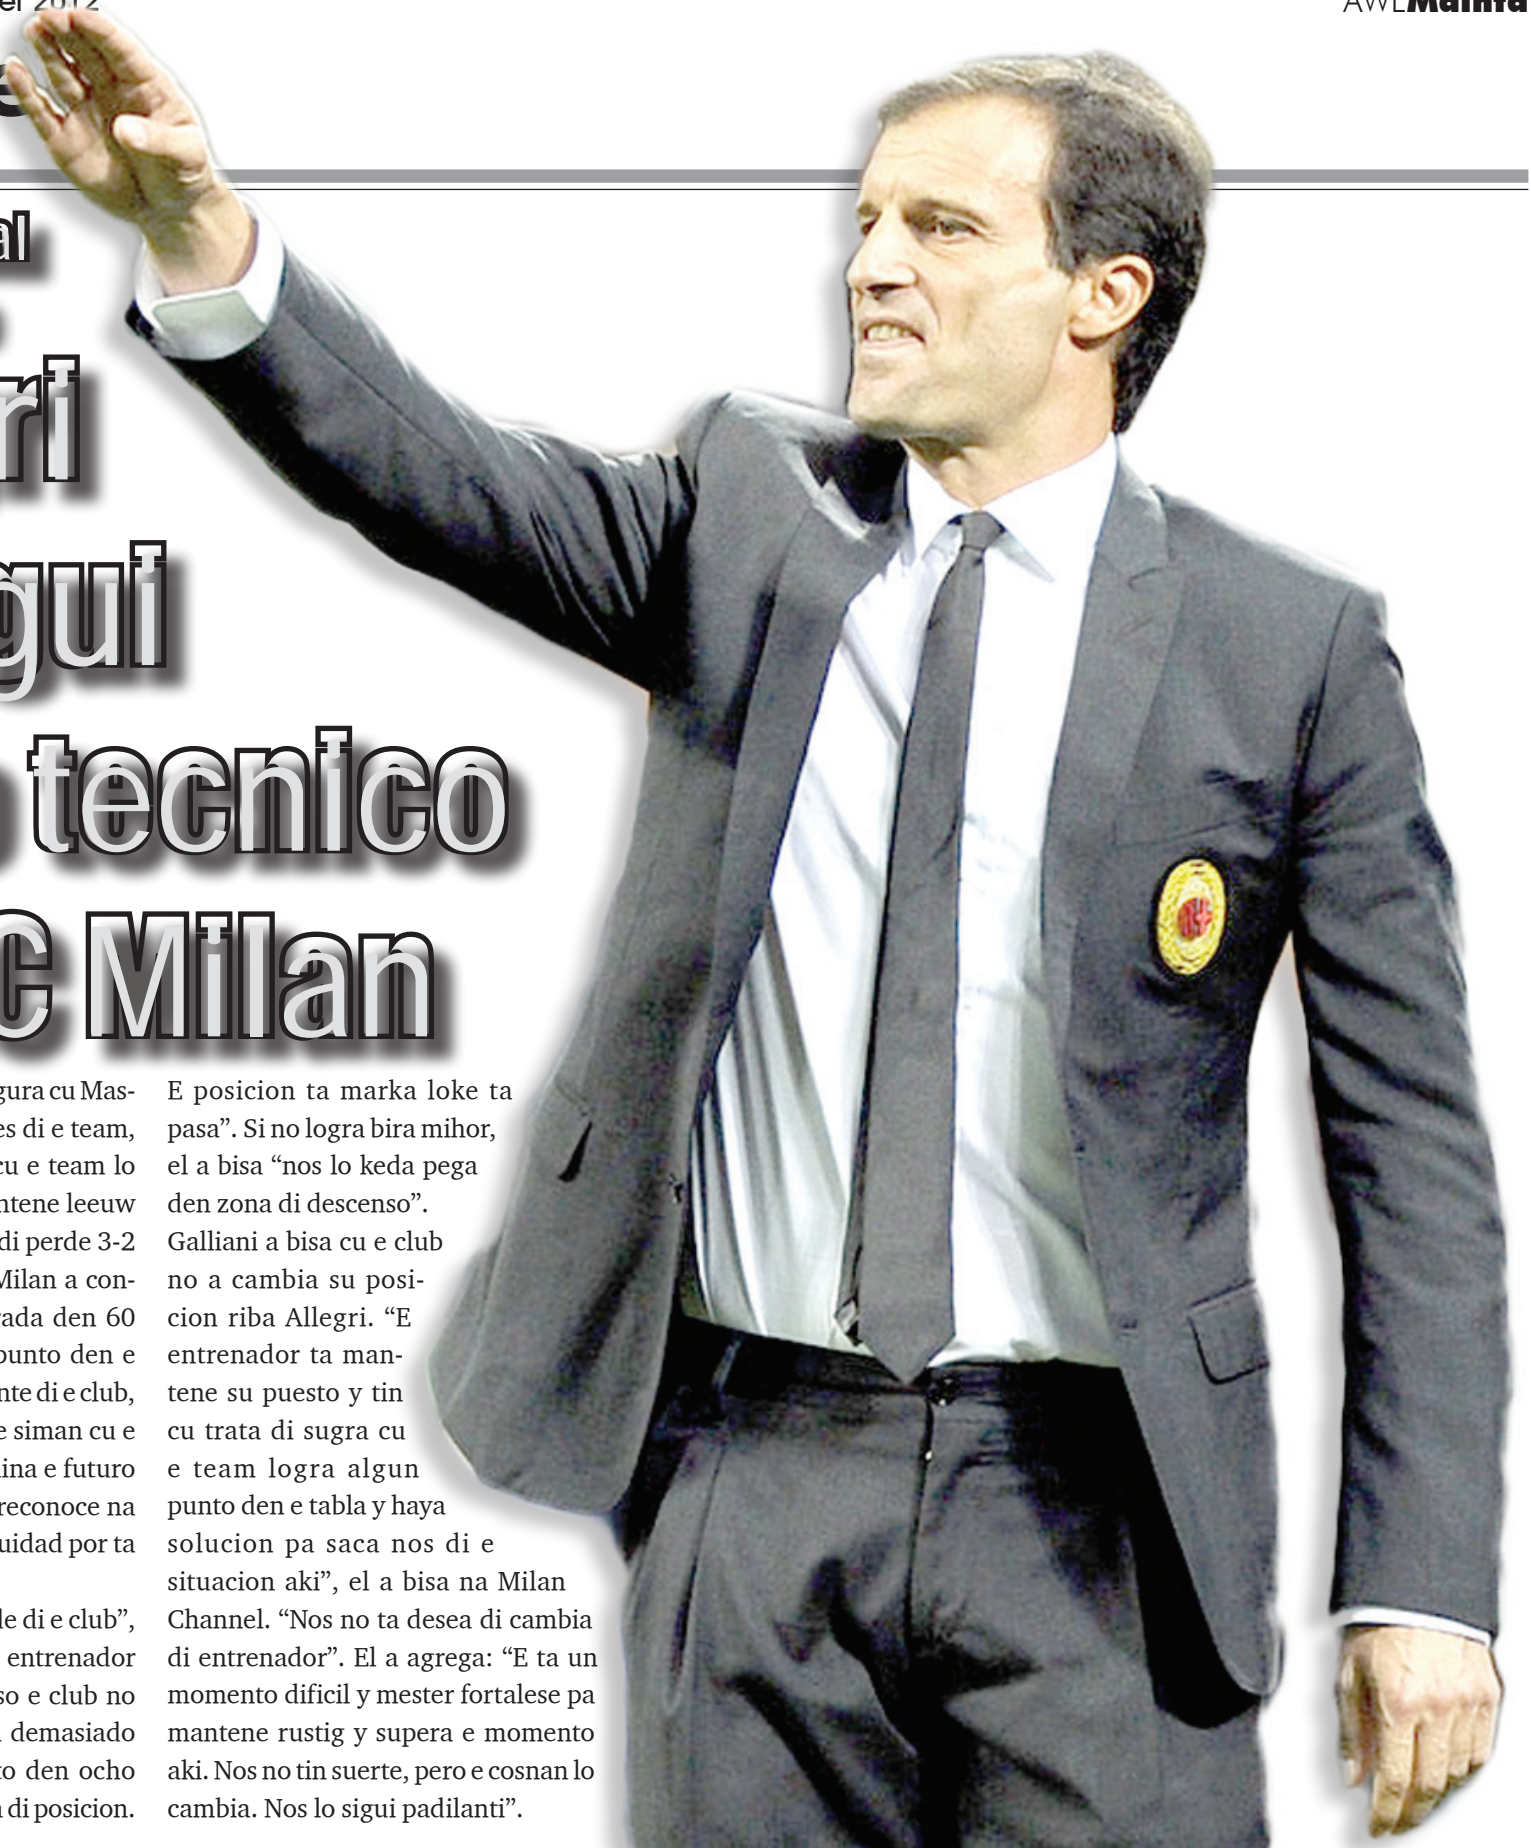 2012
AWE Mainta
al
ri
gui
tecnico
C Milan
gura cu Mas-
es di e team,
cu e team lo
ntene leeuw
di perde 3-2
Milan a con-
rada den 60
punto den e
nte di e club,
e siman cu e
ina e futuro
reconoce na
uidad por ta
le di e club”,
entrenador
so e club no
demasiado
to den ocho
di posicion.
E posicion ta marka loke ta
pasa”. Si no logra bira mihor,
el a bisa “nos lo keda pega
den zona di descenso”.
Galliani a bisa cu e club
no a cambia su posi-
cion riba Allegri. “E
entrenador ta man-
tene su puesto y tin
cu trata di sugra cu
e team logra algun
punto den e tabla y haya
solucion pa saca nos di e
situacion aki”, el a bisa na Milan
Channel. “Nos no ta desea di cambia
di entrenador”. El a agrega: “E ta un
momento dificil y mester fortalese pa
mantene rustig y supera e momento
aki. Nos no tin suerte, pero e cosnan lo
cambia. Nos lo sigui padilanti”.